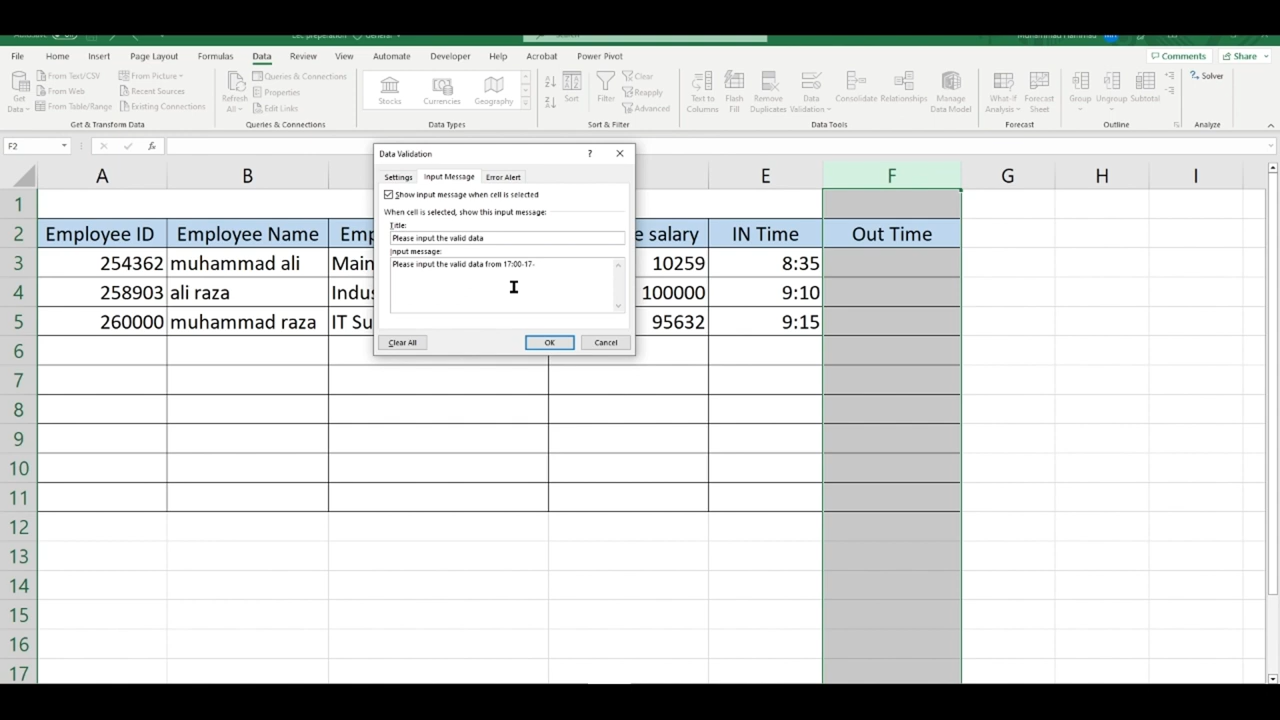 Muhammad Hammad
File Home Insert Page Layout Formulas Data Review View Automate Developer Help Acrobat Power Pivot Comments Share
Get Data
From Text/CSV
From Web
From Table/Range
From Picture
Recent Sources
Existing Connections
Get & Transform Data
Refresh All
Queries & Connections
Properties
Edit Links
Queries & Connections
Stocks Currencies Geography
Data Types
Sort
Filter
Clear
Reapply
Advanced
Sort & Filter
Text to Columns
Flash Fill
Remove Duplicates
Data Validation
Consolidate
Relationships
Manage Data Model
Data Tools
What-If Analysis
Forecast Sheet
Forecast
Group
Ungroup
Subtotal
Outline
Solver
Analyze
F2 fx
Data Validation ?
Settings Input Message Error Alert
Show input message when cell is selected
When cell is selected, show this input message:
Title:
Please input the valid data
Input message:
Please input the valid data from 17:00-17-
Clear All OK Cancel
A B E F G H I
1
2 Employee ID Employee Name Emp e salary IN Time Out Time
3 254362 muhammad ali Main 10259 8:35
4 258903 ali raza Indus 100000 9:10
5 260000 muhammad raza IT Su 95632 9:15
6
7
8
9
10
11
12
13
14
15
16
17